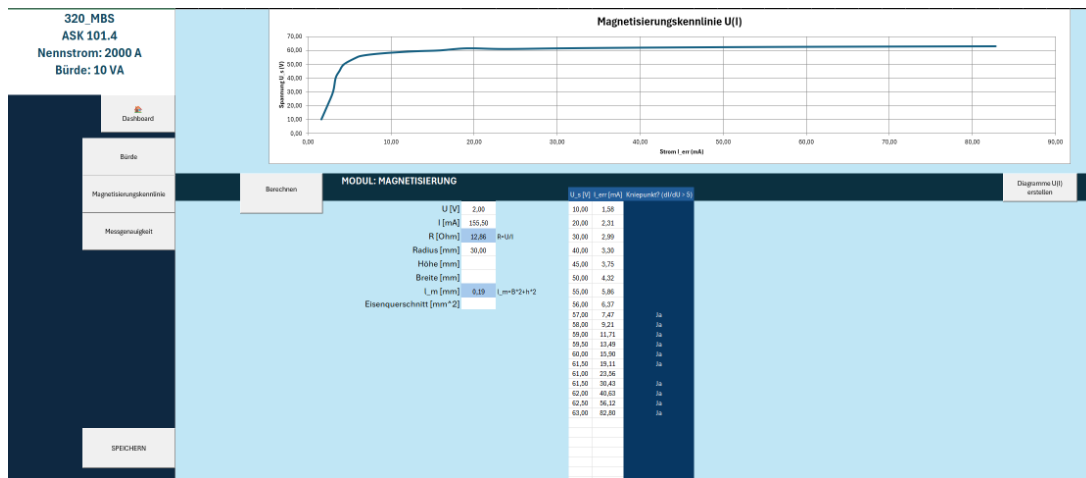 320_MBS
ASK 101.4
Nennstrom: 2000 A
Bürde: 10 VA
Dashboard
Bürde
Magnetisierungskennlinie
Messgenauigkeit
SPEICHERN
Magnetisierungskennlinie U(I)
Spannung U_s (V)
70,00
60,00
50,00
40,00
30,00
20,00
10,00
0,00
0,00 10,00 20,00 30,00 40,00 50,00 60,00 70,00 80,00 90,00
Strom I_err (mA)
Berechnen
MODUL: MAGNETISIERUNG
Diagramme U(I) erstellen
U [V] 2,00
I [mA] 155,50
R [Ohm] 12,86 R=U/I
Radius [mm] 30,00
Höhe [mm]
Breite [mm]
l_m [mm] 0,19 l_m=B*2+h*2
Eisenquerschnitt [mm^2]
U_s [V] I_err [mA] Kniepunkt? (dI/dU > 5)
10,00 1,58
20,00 2,31
30,00 2,99
40,00 3,30
45,00 3,75
50,00 4,32
55,00 5,86
56,00 6,37
57,00 7,47 Ja
58,00 9,21 Ja
59,00 11,71 Ja
59,50 13,49 Ja
60,00 15,90 Ja
61,50 19,11 Ja
61,00 23,56
61,50 30,43 Ja
62,00 40,63 Ja
62,50 56,12 Ja
63,00 82,80 Ja